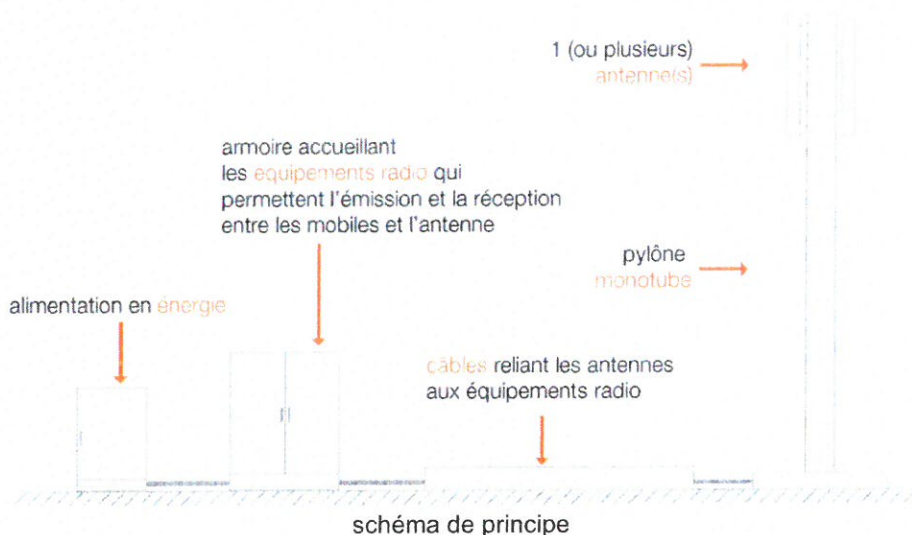 1 (ou plusieurs)
antenne(s)
armoire accueillant
les equipements radio qui
permettent l'émission et la réception
entre les mobiles et l'antenne
pylône
monotube
alimentation en énergie
câbles reliant les antennes
aux équipements radio
schéma de principe